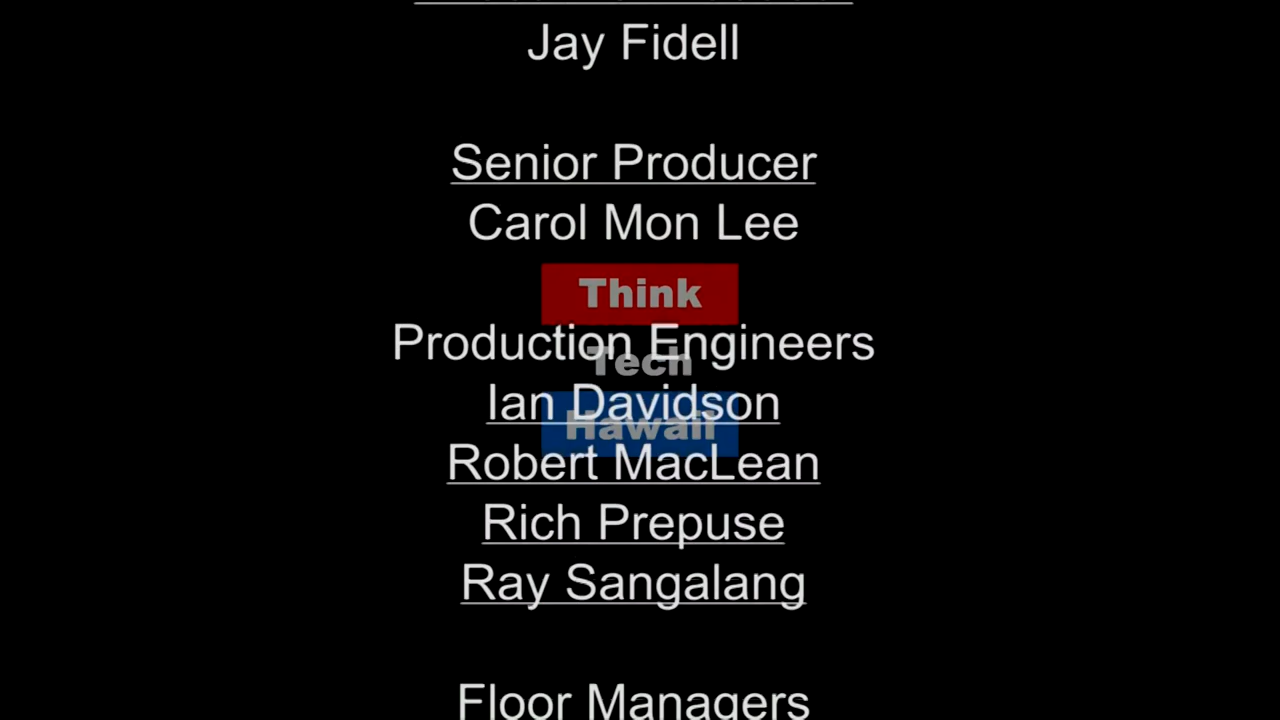 Jay Fidell
Senior Producer
Carol Mon Lee
Think
Production Engineers
Tech
Ian Davidson
Hawaii
Robert MacLean
Rich Prepuse
Ray Sangalang
Floor Managers